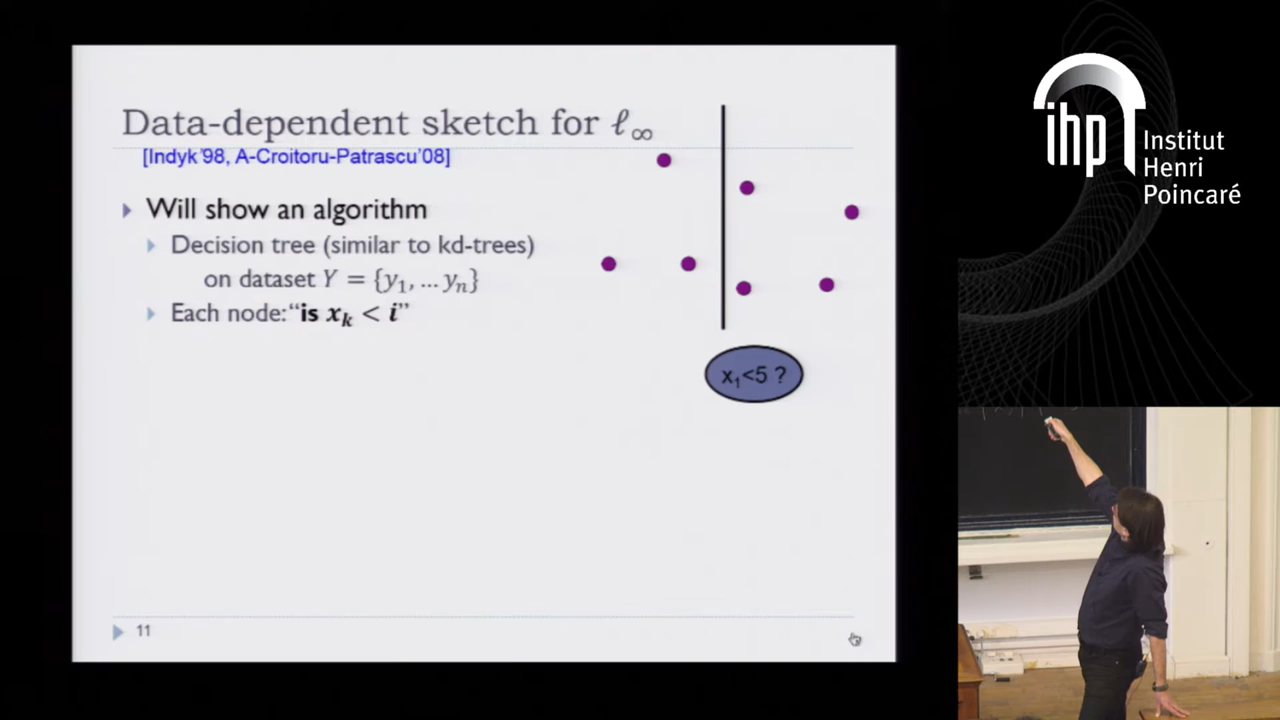 Data-dependent sketch for ℓ∞
[Indyk'98, A-Croitoru-Patrascu'08]
Will show an algorithm
Decision tree (similar to kd-trees)
on dataset Y = {y₁, … yₙ}
Each node:“is xₖ < i”
x₁<5 ?
11
ihp
Institut
Henri
Poincaré